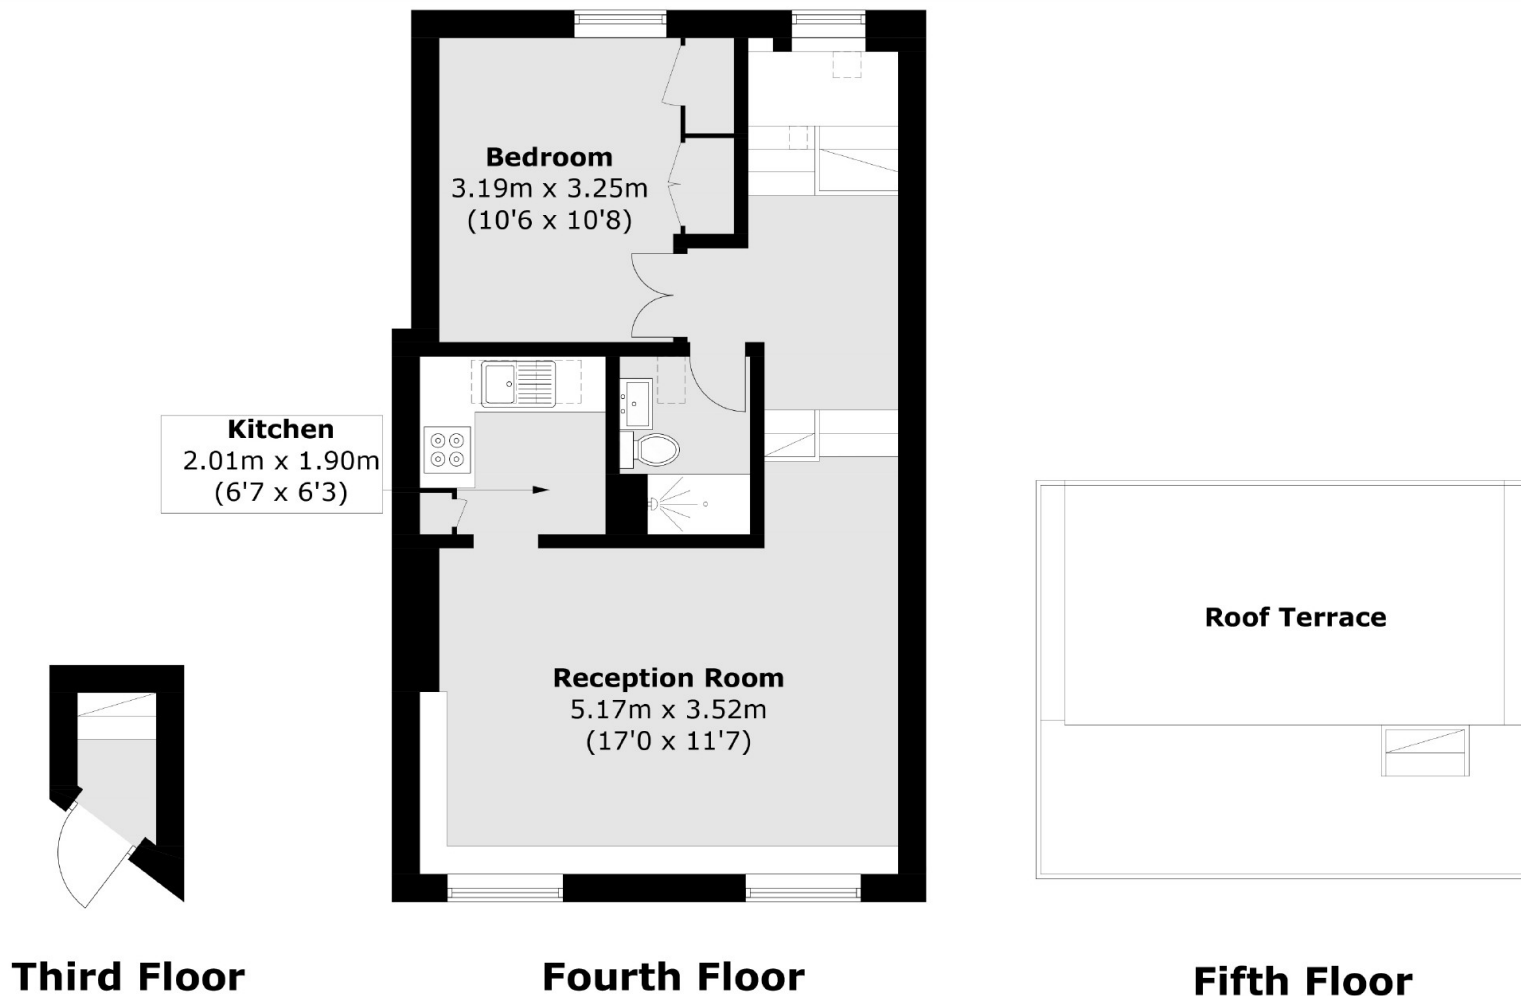 Bedroom
3.19m x 3.25m
(10'6 x 10'8)
Kitchen
2.01m x 1.90m
(6'7 x 6'3)
Reception Room
5.17m x 3.52m
(17'0 x 11'7)
Roof Terrace
Third Floor
Fourth Floor
Fifth Floor